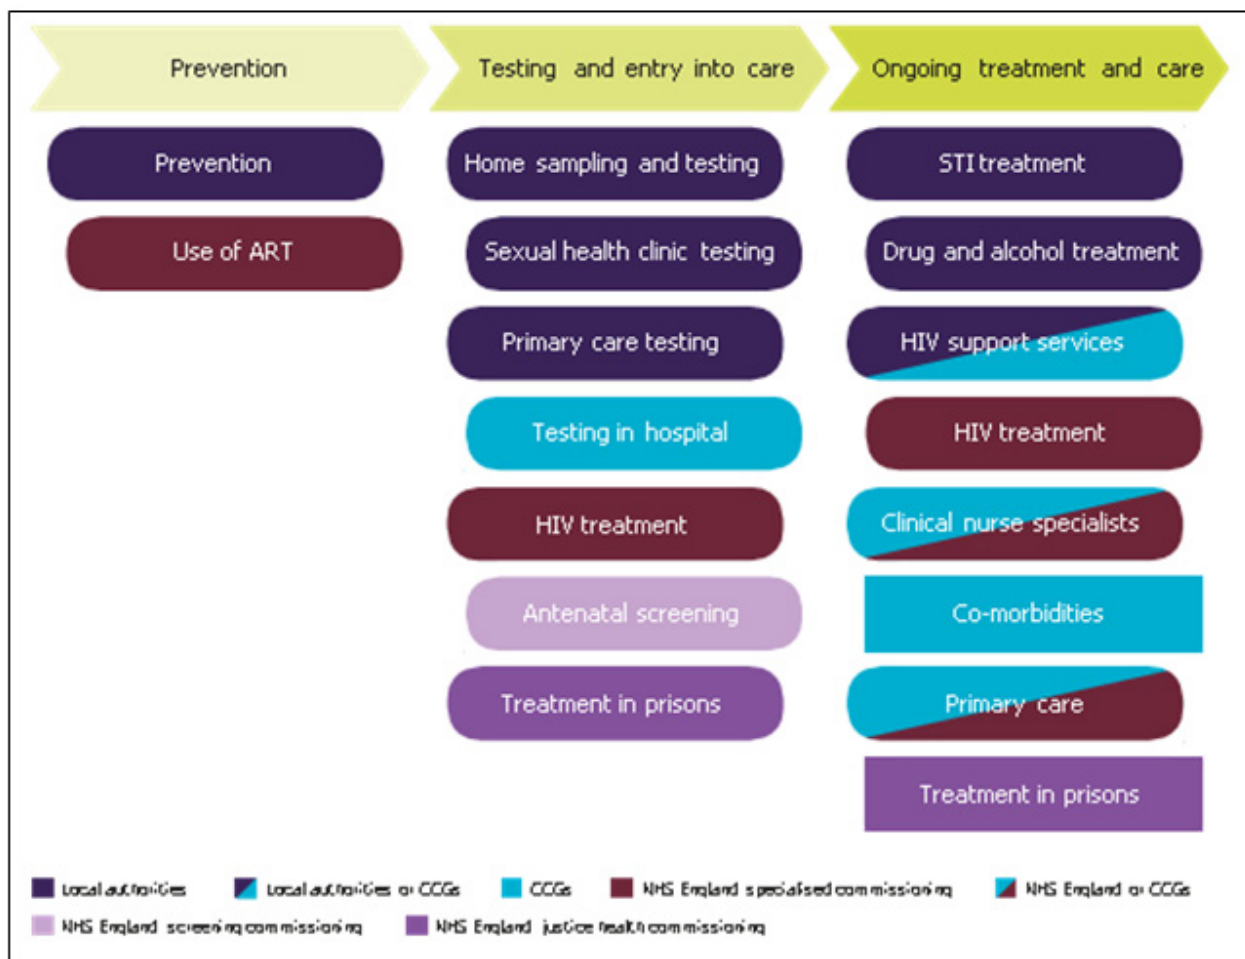 Prevention
Testing and entry into care
Ongoing treatment and care
Prevention
Use of ART
Home sampling and testing
Sexual health clinic testing
Primary care testing
Testing in hospital
HIV treatment
Antenatal screening
Treatment in prisons
STI treatment
Drug and alcohol treatment
HIV support services
HIV treatment
Clinical nurse specialists
Co-morbidities
Primary care
Treatment in prisons
Local authorities
Local authorities or CCGs
CCGs
NHS England specialised commissioning
NHS England or CCGs
NHS England screening commissioning
NHS England justice health commissioning